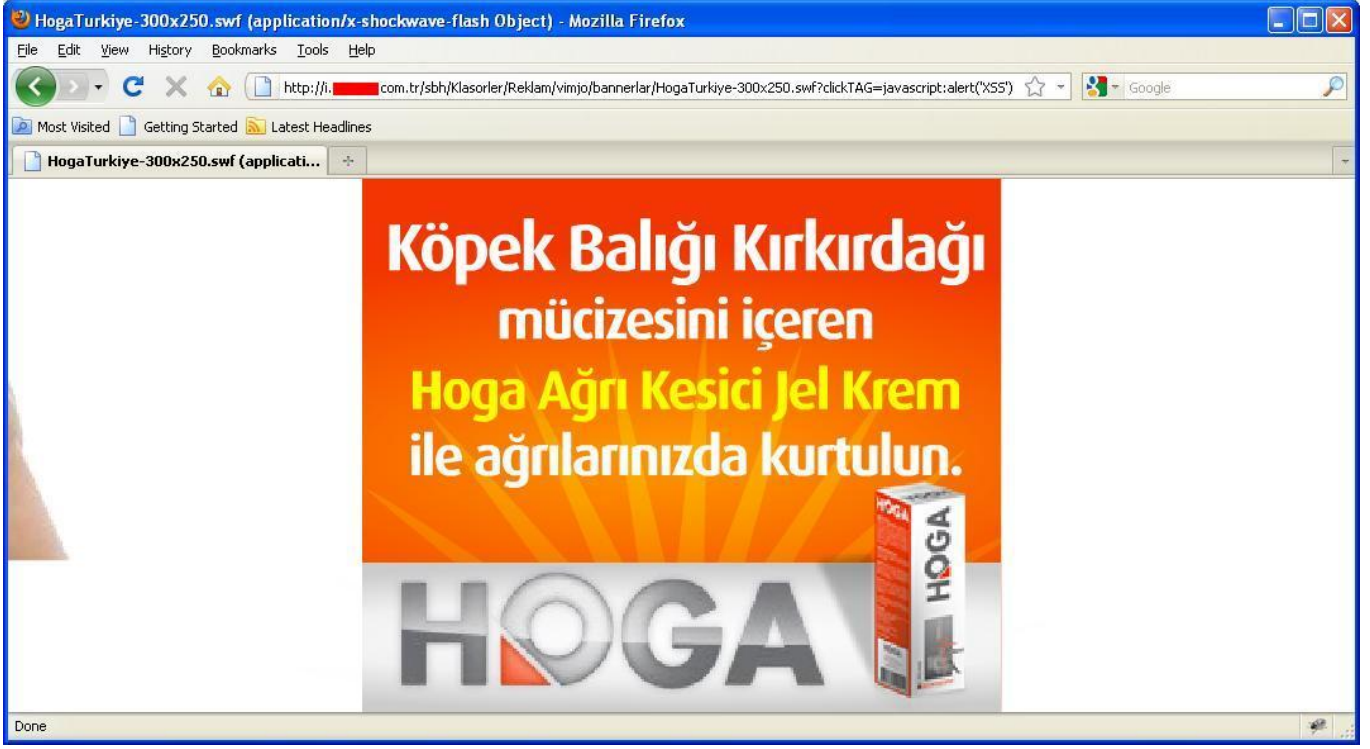 HogaTurkiye-300x250.swf (application/x-shockwave-flash Object) - Mozilla Firefox
File Edit View History Bookmarks Tools Help
http://i. com.tr/sbh/Klasorler/Reklam/vimjo/bannerlar/HogaTurkiye-300x250.swf?clickTAG=javascript:alert('XSS') Google
Most Visited Getting Started Latest Headlines
HogaTurkiye-300x250.swf (applicati...
Köpek Balığı Kırkırdağı
mücizesini içeren
Hoga Ağrı Kesici Jel Krem
ile ağrılarınızda kurtulun.
HOGA
HOGA
HOGA
Done